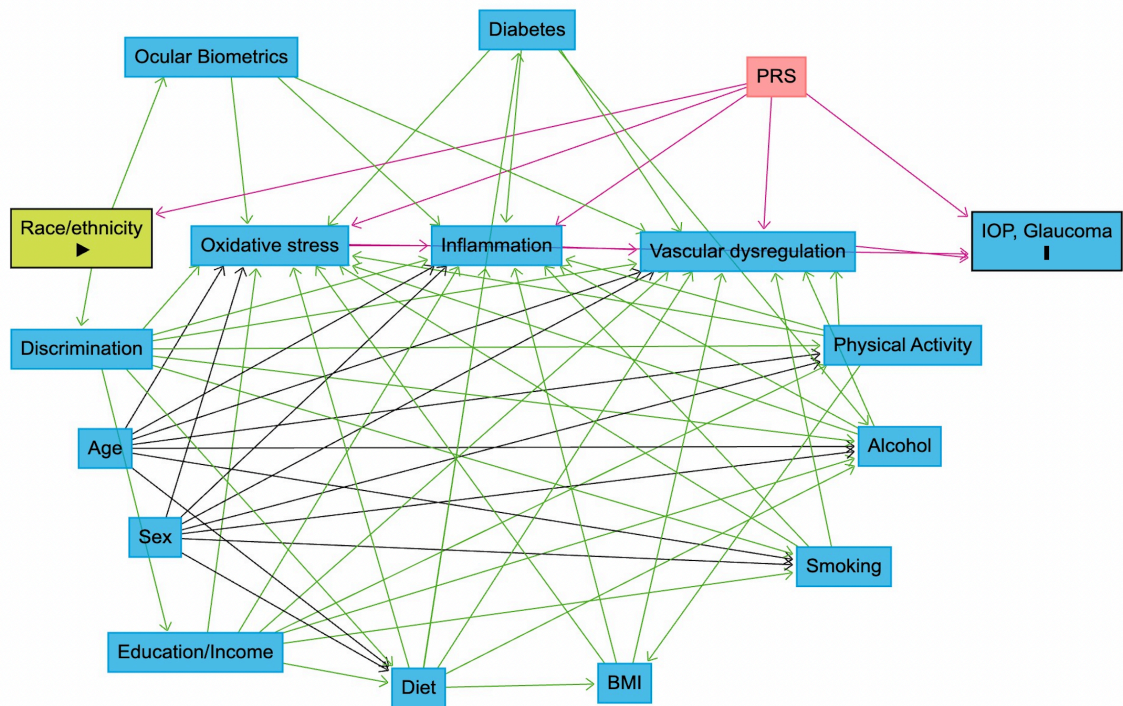 Diabetes
Ocular Biometrics
PRS
Race/ethnicity
Oxidative stress
Inflammation
Vascular dysregulation
IOP, Glaucoma
Discrimination
Physical Activity
Age
Alcohol
Sex
Smoking
Education/Income
Diet
BMI